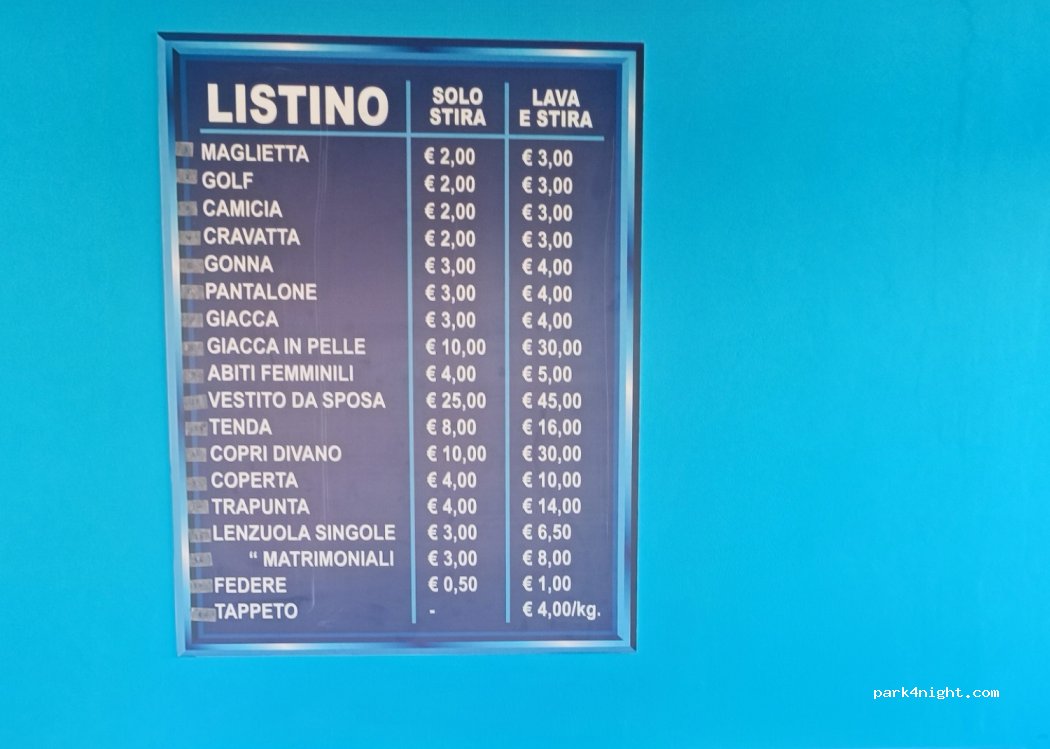 LISTINO SOLO STIRA LAVA E STIRA
MAGLIETTA € 2,00 € 3,00
GOLF € 2,00 € 3,00
CAMICIA € 2,00 € 3,00
CRAVATTA € 2,00 € 3,00
GONNA € 3,00 € 4,00
PANTALONE € 3,00 € 4,00
GIACCA € 3,00 € 4,00
GIACCA IN PELLE € 10,00 € 30,00
ABITI FEMMINILI € 4,00 € 5,00
VESTITO DA SPOSA € 25,00 € 45,00
TENDA € 8,00 € 16,00
COPRI DIVANO € 10,00 € 30,00
COPERTA € 4,00 € 10,00
TRAPUNTA € 4,00 € 14,00
LENZUOLA SINGOLE € 3,00 € 6,50
“ MATRIMONIALI € 3,00 € 8,00
FEDERE € 0,50 € 1,00
TAPPETO - € 4,00/kg.
park4night.com